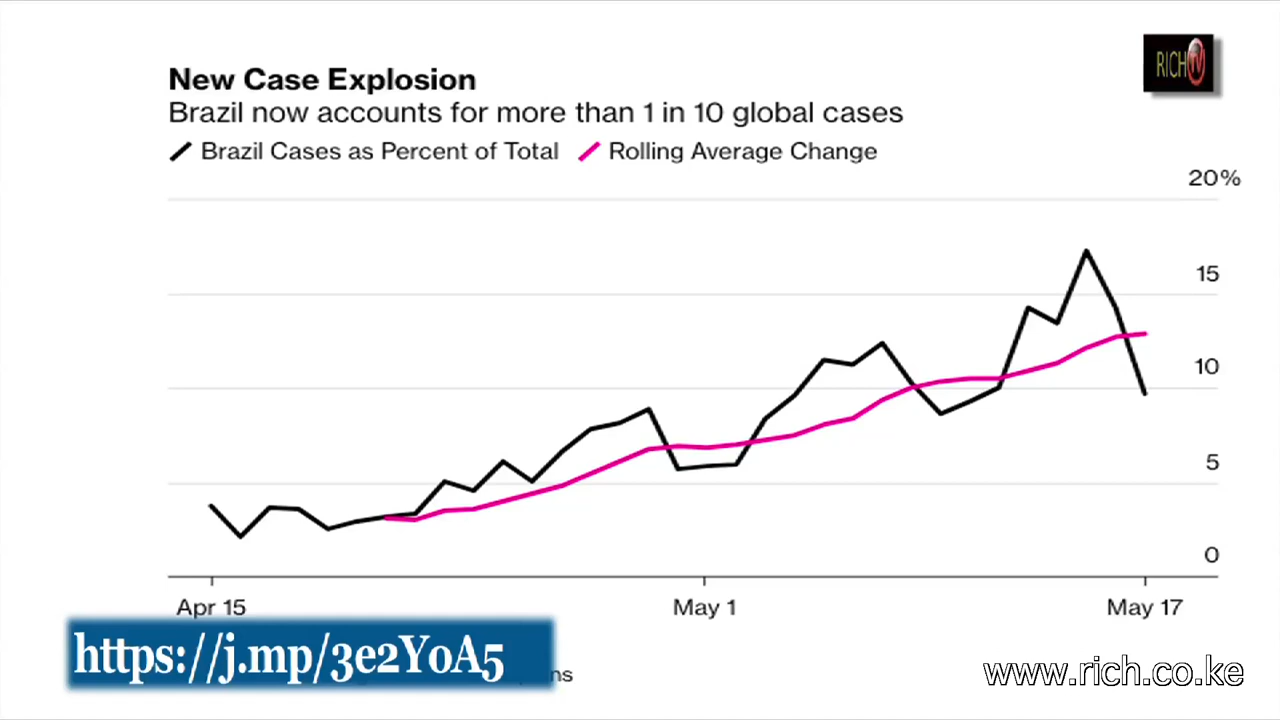 RICH TV
New Case Explosion
Brazil now accounts for more than 1 in 10 global cases
Brazil Cases as Percent of Total Rolling Average Change
20%
15
10
5
0
Apr 15 May 1 May 17
https://j.mp/3e2YoA5
www.rich.co.ke